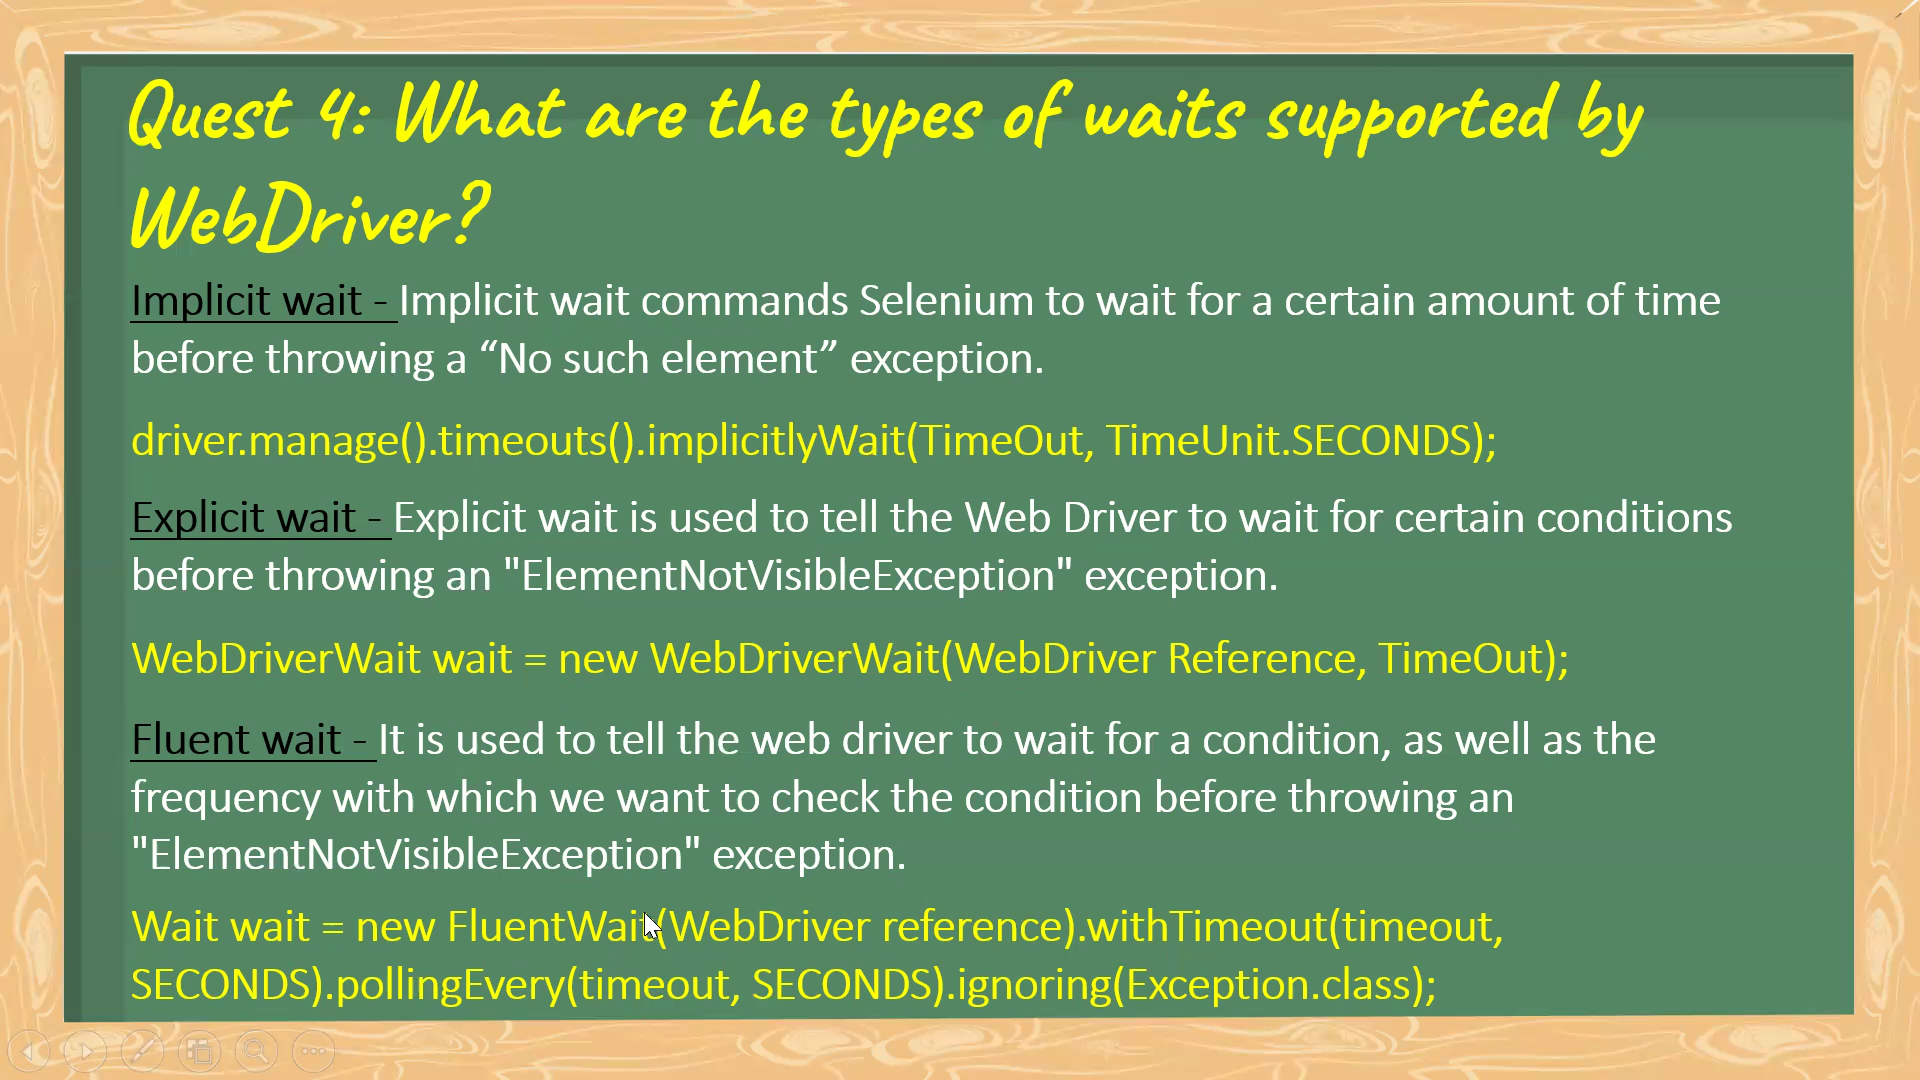 Quest 4: What are the types of waits supported by
WebDriver?
Implicit wait - Implicit wait commands Selenium to wait for a certain amount of time
before throwing a “No such element” exception.
driver.manage().timeouts().implicitlyWait(TimeOut, TimeUnit.SECONDS);
Explicit wait - Explicit wait is used to tell the Web Driver to wait for certain conditions
before throwing an "ElementNotVisibleException" exception.
WebDriverWait wait = new WebDriverWait(WebDriver Reference, TimeOut);
Fluent wait - It is used to tell the web driver to wait for a condition, as well as the
frequency with which we want to check the condition before throwing an
"ElementNotVisibleException" exception.
Wait wait = new FluentWait(WebDriver reference).withTimeout(timeout,
SECONDS).pollingEvery(timeout, SECONDS).ignoring(Exception.class);